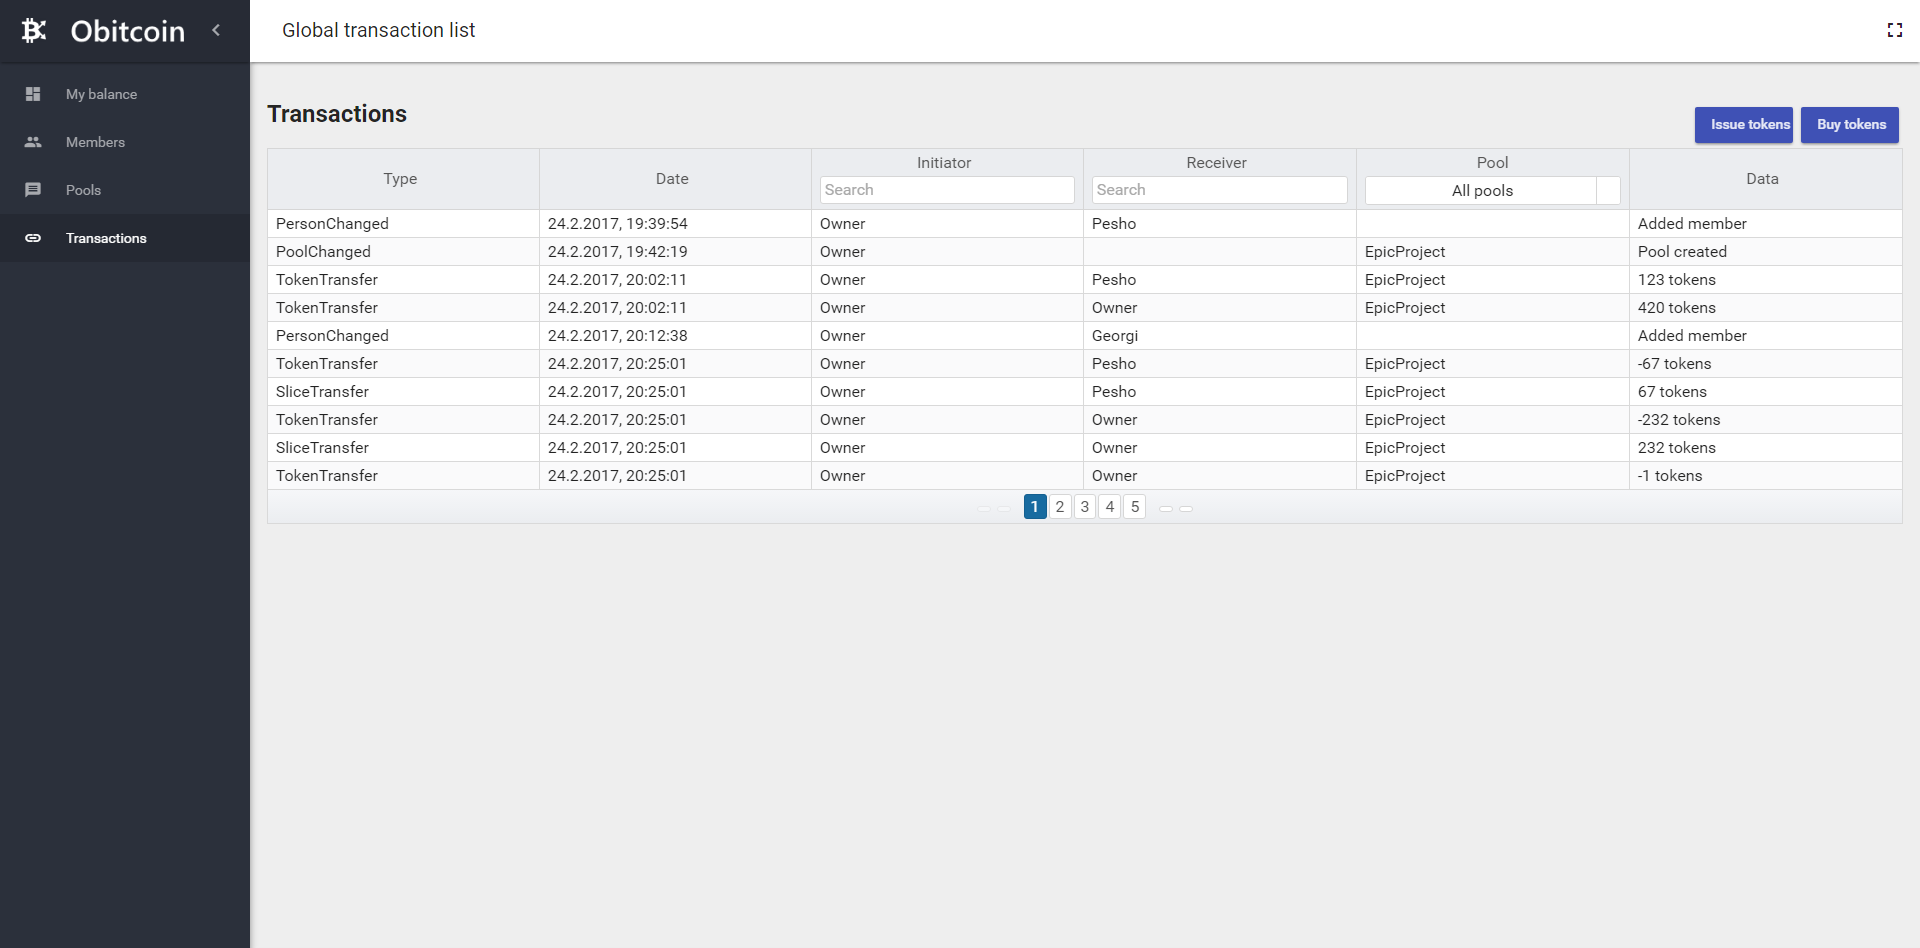 Obitcoin
Global transaction list
My balance
Members
Pools
Transactions
Transactions
Issue tokens Buy tokens
Type Date Initiator Receiver Pool Data
Search Search All pools
PersonChanged 24.2.2017, 19:39:54 Owner Pesho Added member
PoolChanged 24.2.2017, 19:42:19 Owner EpicProject Pool created
TokenTransfer 24.2.2017, 20:02:11 Owner Pesho EpicProject 123 tokens
TokenTransfer 24.2.2017, 20:02:11 Owner Owner EpicProject 420 tokens
PersonChanged 24.2.2017, 20:12:38 Owner Georgi Added member
TokenTransfer 24.2.2017, 20:25:01 Owner Pesho EpicProject -67 tokens
SliceTransfer 24.2.2017, 20:25:01 Owner Pesho EpicProject 67 tokens
TokenTransfer 24.2.2017, 20:25:01 Owner Owner EpicProject -232 tokens
SliceTransfer 24.2.2017, 20:25:01 Owner Owner EpicProject 232 tokens
TokenTransfer 24.2.2017, 20:25:01 Owner Owner EpicProject -1 tokens
1 2 3 4 5